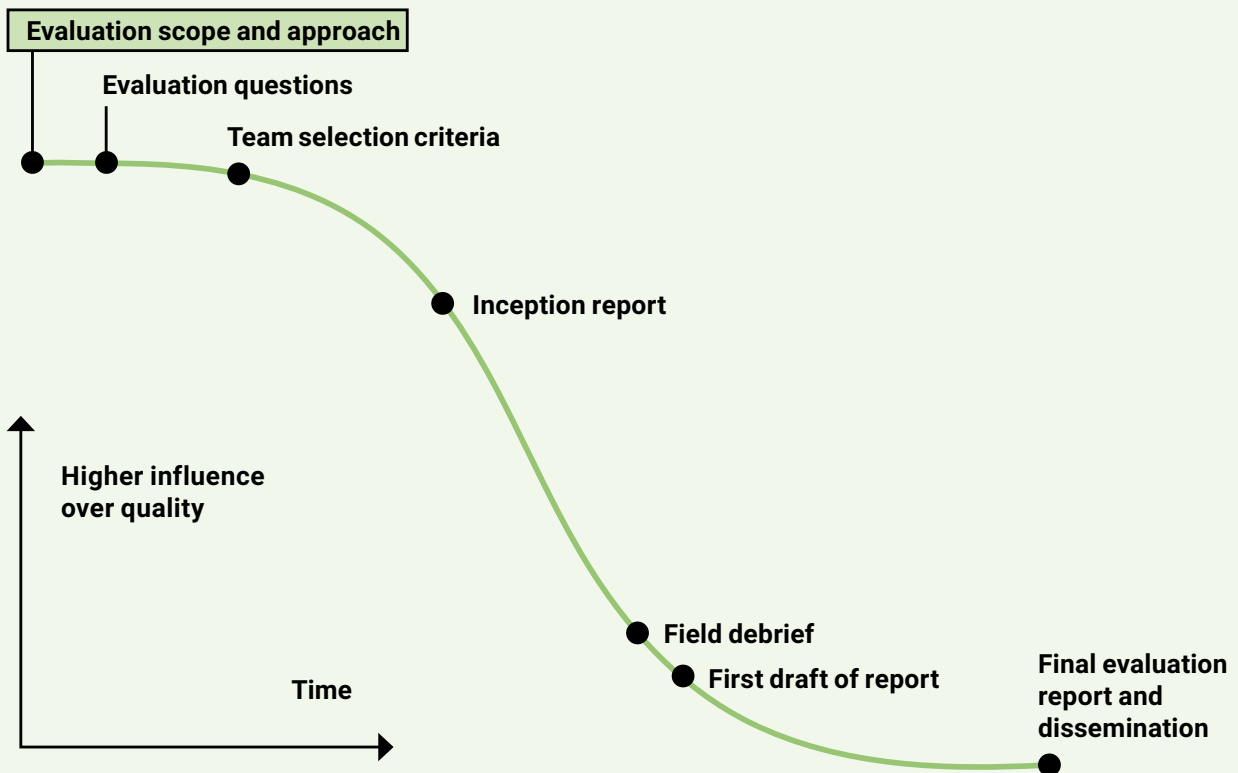 Evaluation scope and approach
Evaluation questions
Team selection criteria
Inception report
Higher influence
over quality
Field debrief
First draft of report
Time
Final evaluation
report and
dissemination